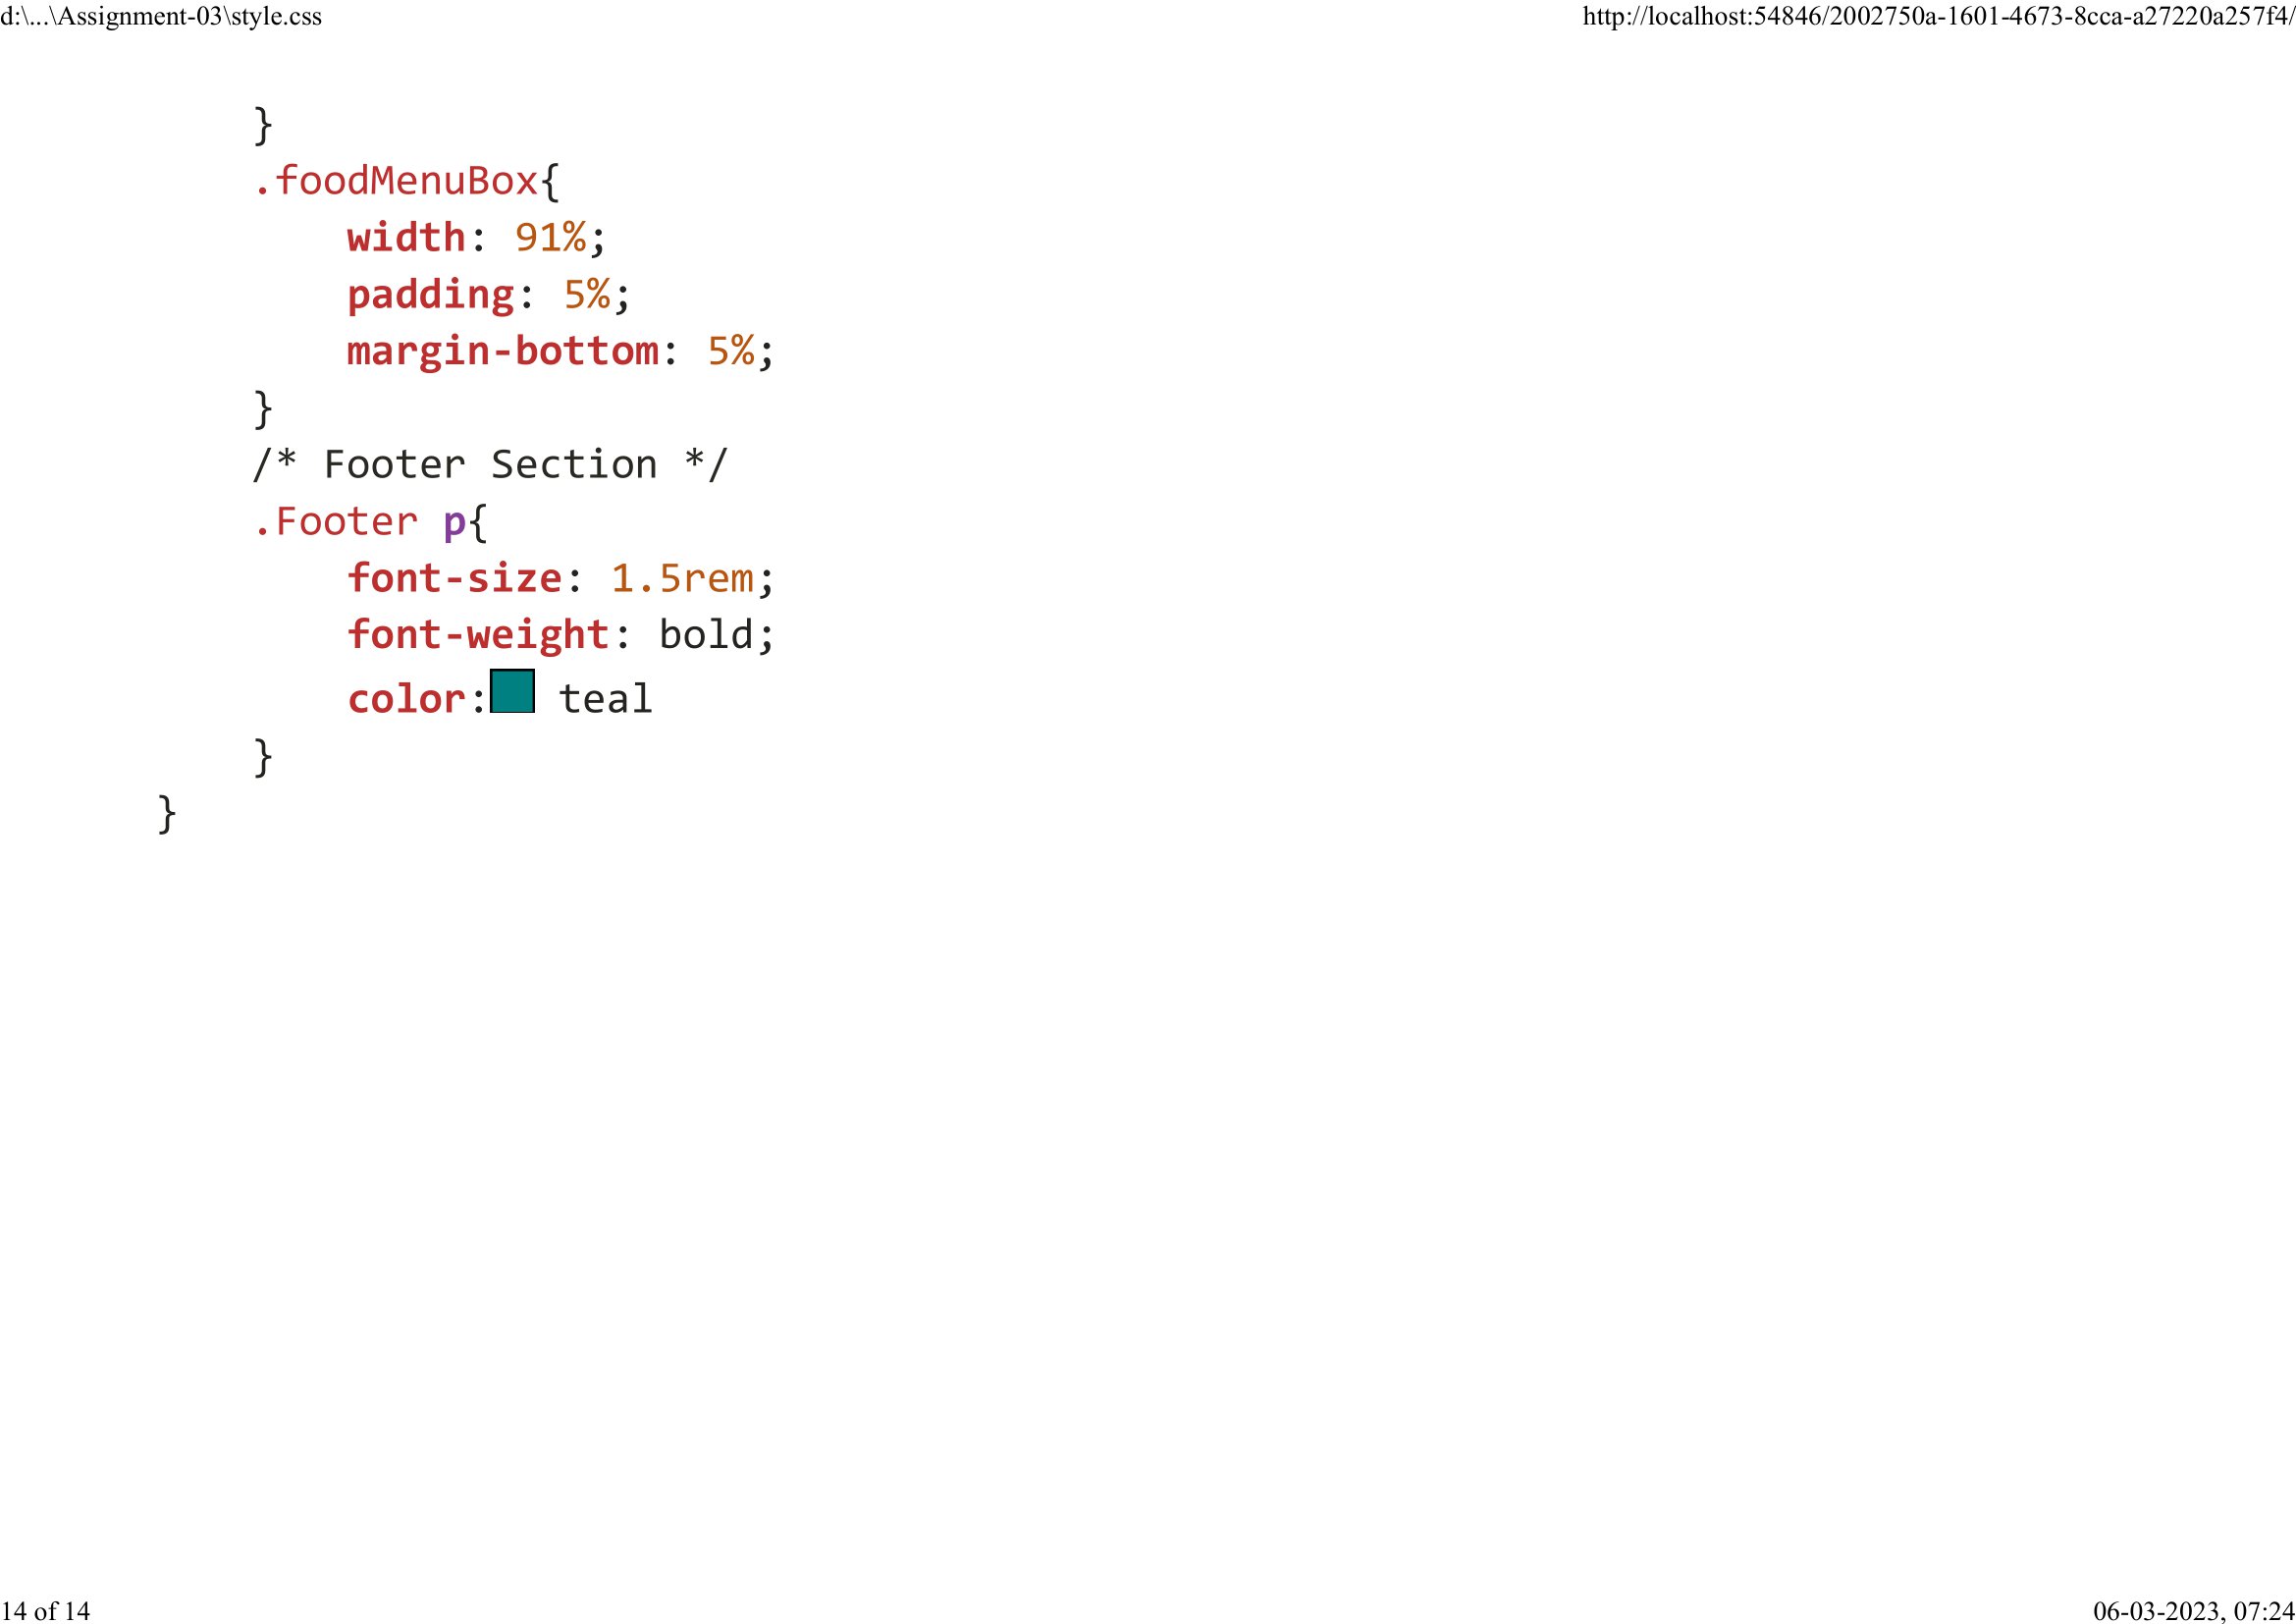 d:\...\Assignment-03\style.css
http://localhost:54846/2002750a-1601-4673-8cca-a27220a257f4/
}
.foodMenuBox{
width: 91%;
padding: 5%;
margin-bottom: 5%;
}
/* Footer Section */
.Footer p{
font-size: 1.5rem;
font-weight: bold;
color: teal
}
}
14 of 14
06-03-2023, 07:24